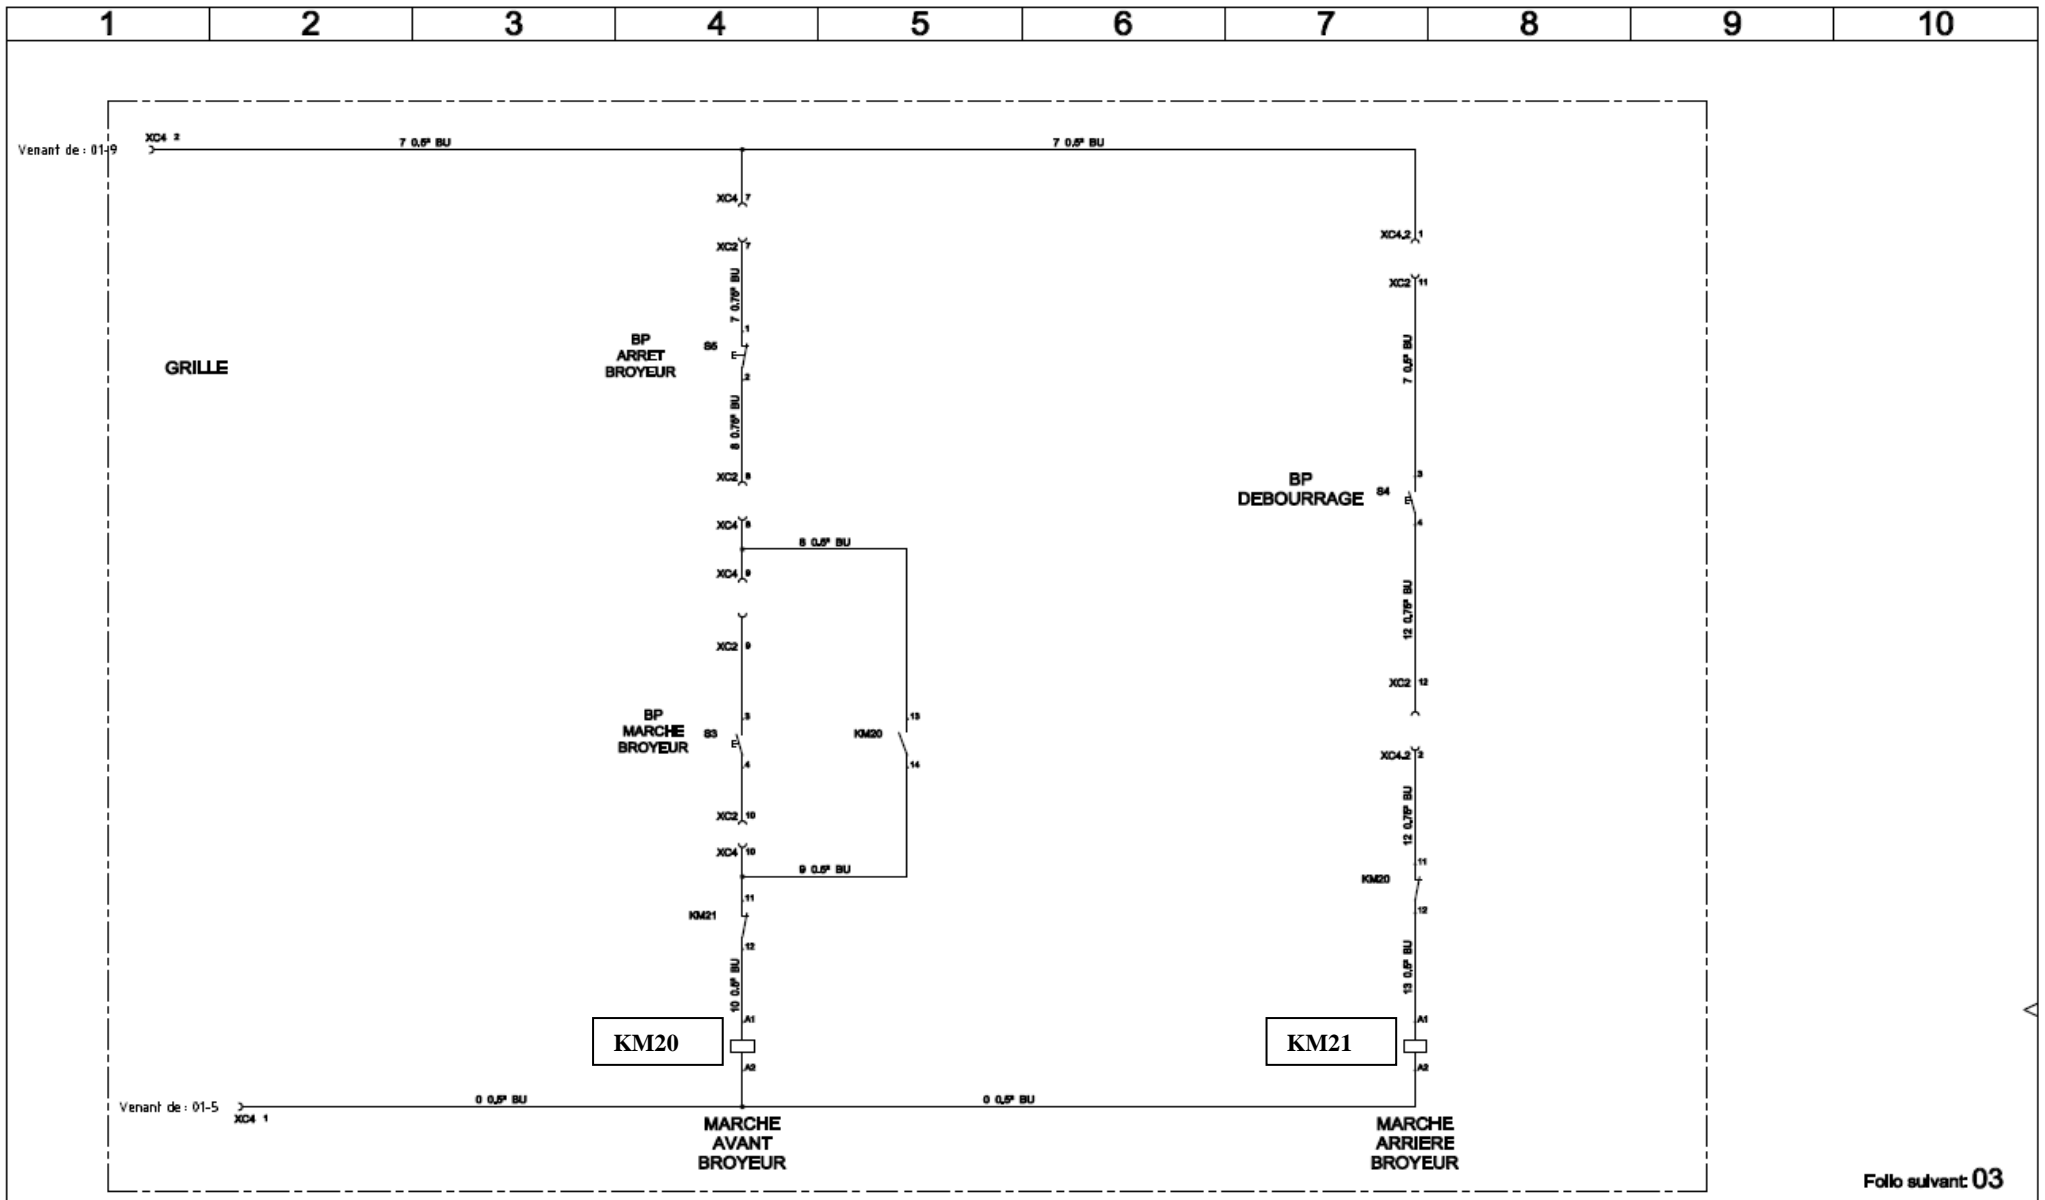 1 2 3 4 5 6 7 8 9 10
XC4 2
Venant de : 01-9
7 0,5² BU
7 0,5² BU
XC4 7
XC2 7
7 0,75² BU
1
BP
ARRET
BROYEUR
S5
2
8 0,75² BU
XC2 8
GRILLE
XC4 8
8 0.5² BU
XC4 9
XC2 9
BP
MARCHE
BROYEUR
3
S3
4
KM20
13
14
XC2 10
XC4 10
9 0.5² BU
11
KM21
12
10 0.5² BU
A1
KM20
A2
XC4.2 1
XC2 11
7 0,5² BU
BP
DEBOURRAGE
3
S4
4
12 0,75² BU
XC2 12
XC4.2 2
12 0,75² BU
11
KM20
12
13 0,5² BU
A1
KM21
A2
Venant de : 01-5
XC4 1
0 0,5² BU
0 0,5² BU
MARCHE
AVANT
BROYEUR
MARCHE
ARRIERE
BROYEUR
Folio suivant: 03